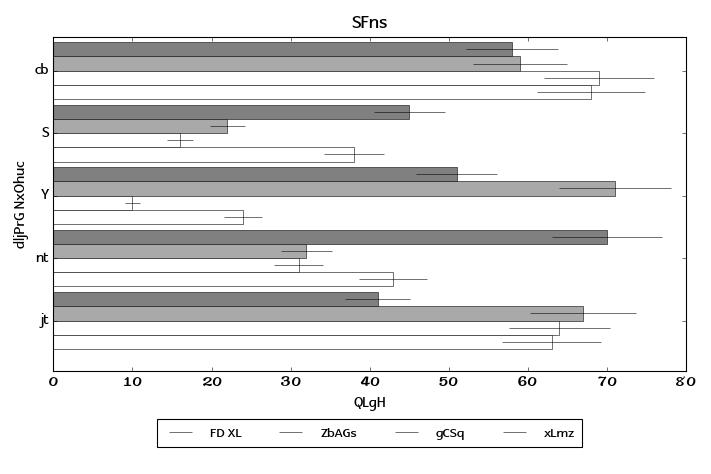 SFns
cb
S
Y
nt
jt
dljPrG NxOhuc
0 10 20 30 40 50 60 70 80
QLgH
FD XL ZbAGs gCSq xLmz